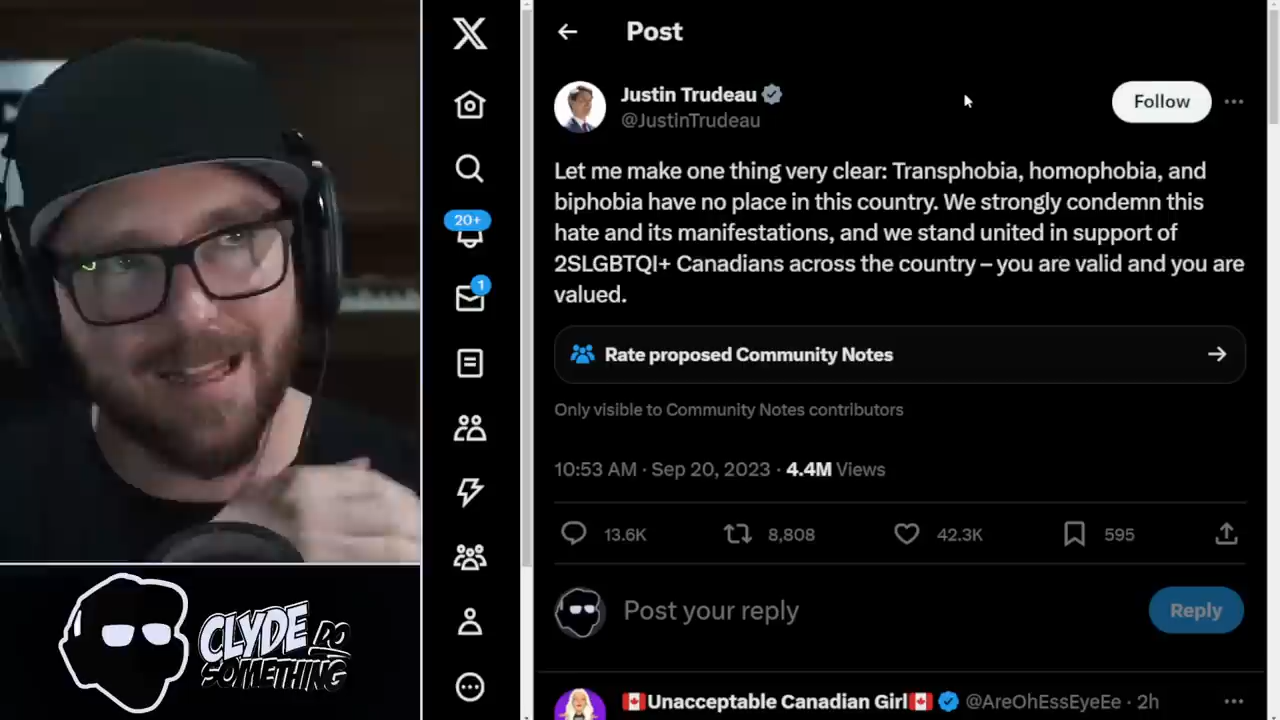 Post
Justin Trudeau
@JustinTrudeau
Follow
Let me make one thing very clear: Transphobia, homophobia, and
biphobia have no place in this country. We strongly condemn this
hate and its manifestations, and we stand united in support of
2SLGBTQI+ Canadians across the country – you are valid and you are
valued.
Rate proposed Community Notes
Only visible to Community Notes contributors
10:53 AM · Sep 20, 2023 · 4.4M Views
13.6K 8,808 42.3K 595
Post your reply
Reply
🇨🇦Unacceptable Canadian Girl🇨🇦 @AreOhEssEyeEe · 2h
20+
1
CLYDE DO
SOMETHING